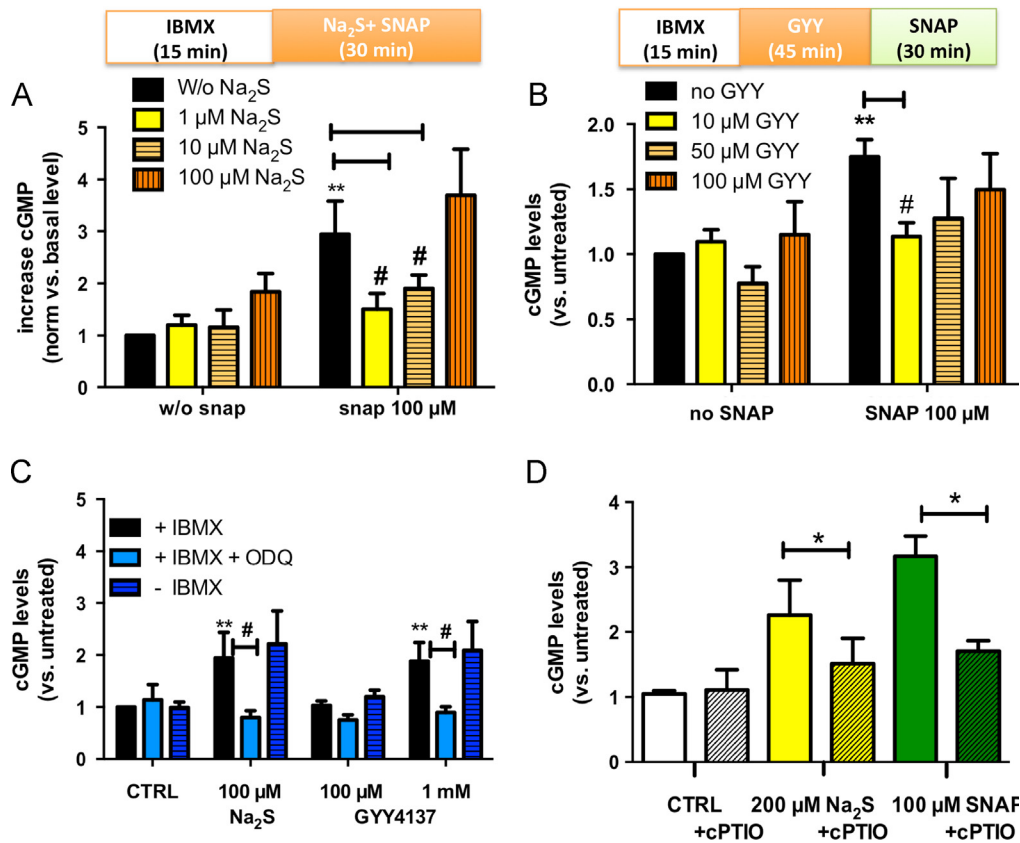 IBMX
(15 min)
Na2S+ SNAP
(30 min)
IBMX
(15 min)
GYY
(45 min)
SNAP
(30 min)
A
W/o Na2S
1 µM Na2S
10 µM Na2S
100 µM Na2S
increase cGMP
(norm vs. basal level)
5
4
3
2
1
0
**
#
#
w/o snap
snap 100 µM
B
no GYY
10 µM GYY
50 µM GYY
100 µM GYY
cGMP levels
(vs. untreated)
2.0
1.5
1.0
0.5
0.0
**
#
no SNAP
SNAP 100 µM
C
+ IBMX
+ IBMX + ODQ
- IBMX
cGMP levels
(vs. untreated)
5
4
3
2
1
0
**
#
**
#
CTRL
100 µM
Na2S
100 µM
1 mM
GYY4137
D
cGMP levels
(vs. untreated)
4
3
2
1
0
*
*
CTRL
+cPTIO
200 µM Na2S
+cPTIO
100 µM SNAP
+cPTIO